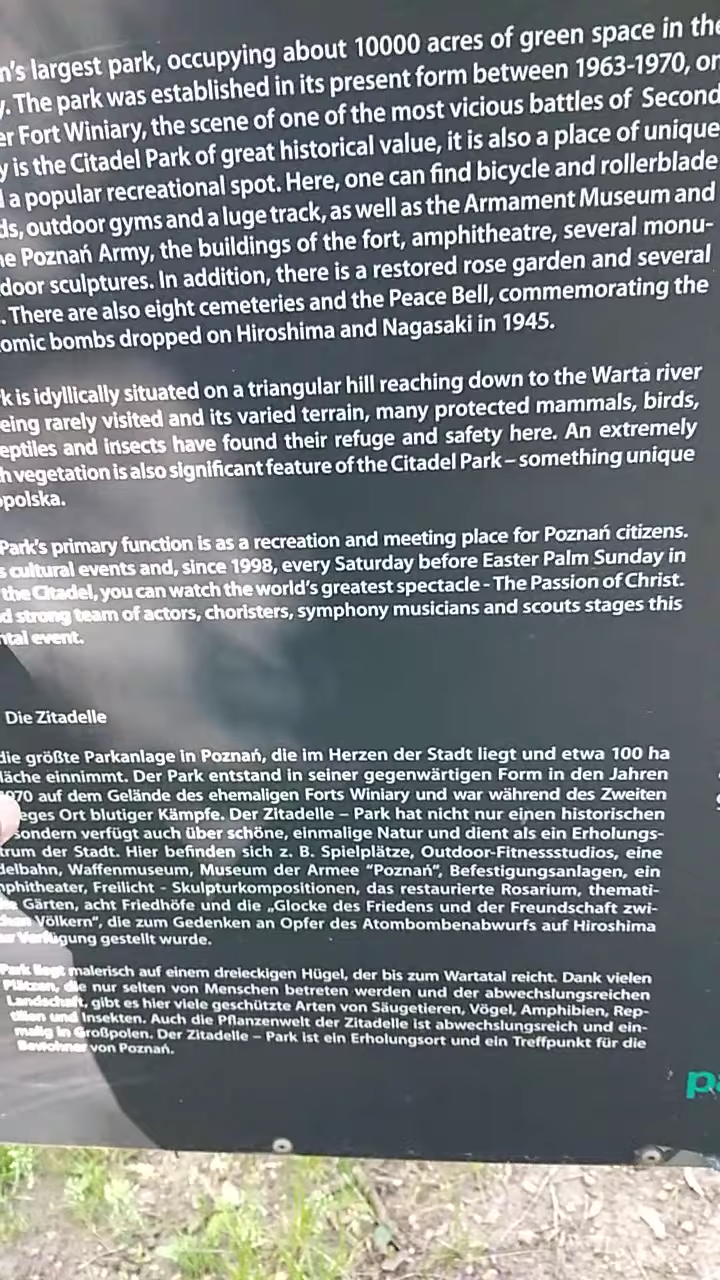 n's largest park, occupying about 10000 acres of green space in the
y. The park was established in its present form between 1963-1970, on
er Fort Winiary, the scene of one of the most vicious battles of Second
y is the Citadel Park of great historical value, it is also a place of unique
d a popular recreational spot. Here, one can find bicycle and rollerblade
ds, outdoor gyms and a luge track, as well as the Armament Museum and
he Poznań Army, the buildings of the fort, amphitheatre, several monu-
door sculptures. In addition, there is a restored rose garden and several
. There are also eight cemeteries and the Peace Bell, commemorating the
omic bombs dropped on Hiroshima and Nagasaki in 1945.
k is idyllically situated on a triangular hill reaching down to the Warta river
eing rarely visited and its varied terrain, many protected mammals, birds,
eptiles and insects have found their refuge and safety here. An extremely
h vegetation is also significant feature of the Citadel Park – something unique
opolska.
Park's primary function is as a recreation and meeting place for Poznań citizens.
s cultural events and, since 1998, every Saturday before Easter Palm Sunday in
the Citadel, you can watch the world's greatest spectacle - The Passion of Christ.
d strong team of actors, choristers, symphony musicians and scouts stages this
ntal event.
Die Zitadelle
die größte Parkanlage in Poznań, die im Herzen der Stadt liegt und etwa 100 ha
läche einnimmt. Der Park entstand in seiner gegenwärtigen Form in den Jahren
970 auf dem Gelände des ehemaligen Forts Winiary und war während des Zweiten
eges Ort blutiger Kämpfe. Der Zitadelle – Park hat nicht nur einen historischen
sondern verfügt auch über schöne, einmalige Natur und dient als ein Erholungs-
trum der Stadt. Hier befinden sich z. B. Spielplätze, Outdoor-Fitnessstudios, eine
delbahn, Waffenmuseum, Museum der Armee "Poznań", Befestigungsanlagen, ein
nphitheater, Freilicht - Skulpturkompositionen, das restaurierte Rosarium, themati-
Gärten, acht Friedhöfe und die „Glocke des Friedens und der Freundschaft zwi-
Völkern", die zum Gedenken an Opfer des Atombombenabwurfs auf Hiroshima
Verfügung gestellt wurde.
Park liegt malerisch auf einem dreieckigen Hügel, der bis zum Wartatal reicht. Dank vielen
Plätzen, die nur selten von Menschen betreten werden und der abwechslungsreichen
Landschaft, gibt es hier viele geschützte Arten von Säugetieren, Vögel, Amphibien, Rep-
tilien und Insekten. Auch die Pflanzenwelt der Zitadelle ist abwechslungsreich und ein-
malig in Großpolen. Der Zitadelle – Park ist ein Erholungsort und ein Treffpunkt für die
Bewohner von Poznań.